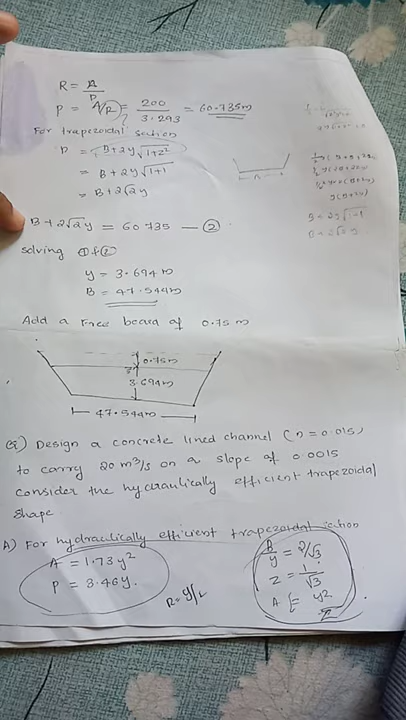 R = A/P
P = A/R = 200/3.293 = 60.735m
For trapezoidal section
P = B+2y√1+z²
= B+2y√1+1
= B+2√2y
B+2√2y = 60.735 — ②
solving ① & ②
y = 3.694m
B = 47.544m
Add a free board of 0.75m
0.75m
3.694m
47.544m
Q) Design a concrete lined channel (n=0.015)
to carry 20 m³/s on a slope of 0.0015
consider the hydraulically efficient trapezoidal
shape.
A) For hydraulically efficient trapezoidal section
A = 1.73y²
P = 3.46y.
R = y/2
B/y = 2/√3
z = 1/√3